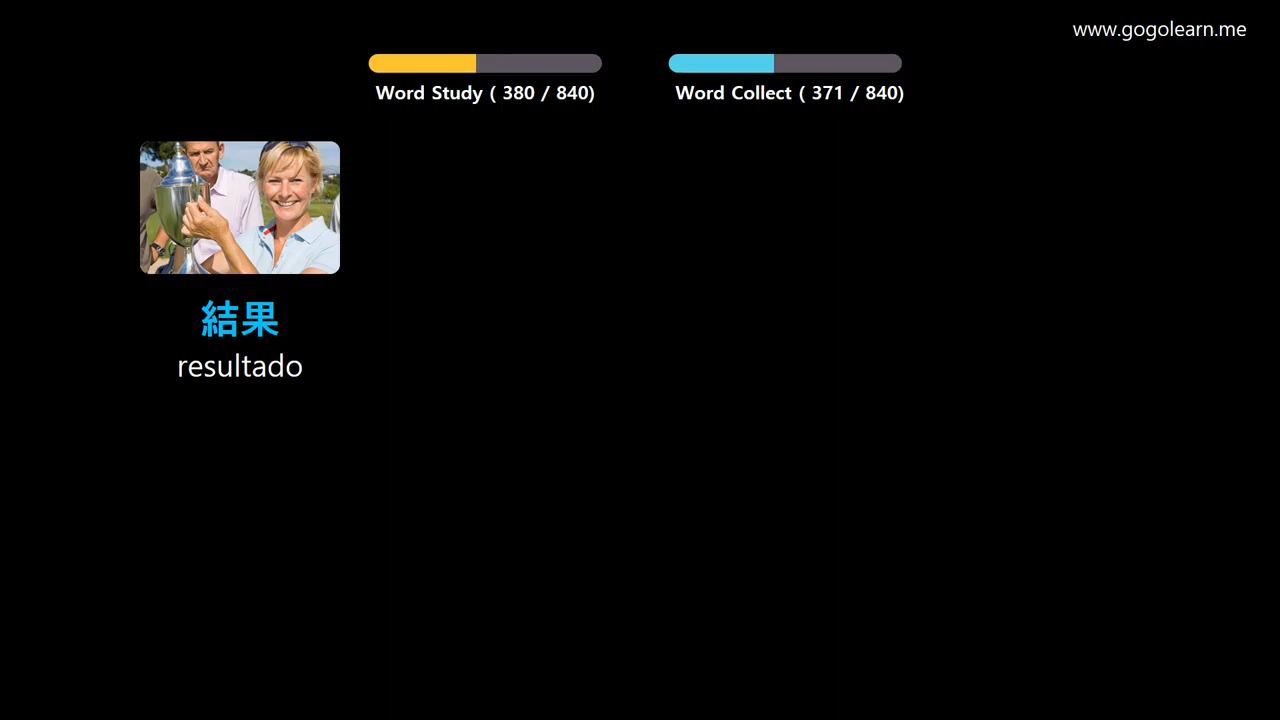 www.gogolearn.me
Word Study ( 380 / 840)
Word Collect ( 371 / 840)
結果
resultado